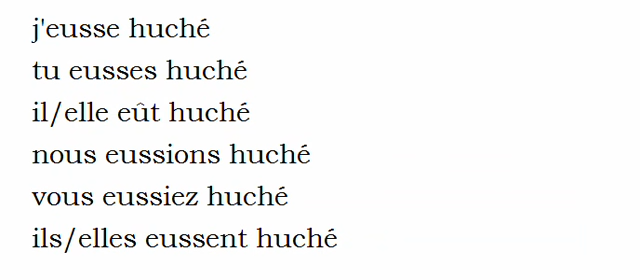 j'eusse huché
tu eusses huché
il/elle eût huché
nous eussions huché
vous eussiez huché
ils/elles eussent huché